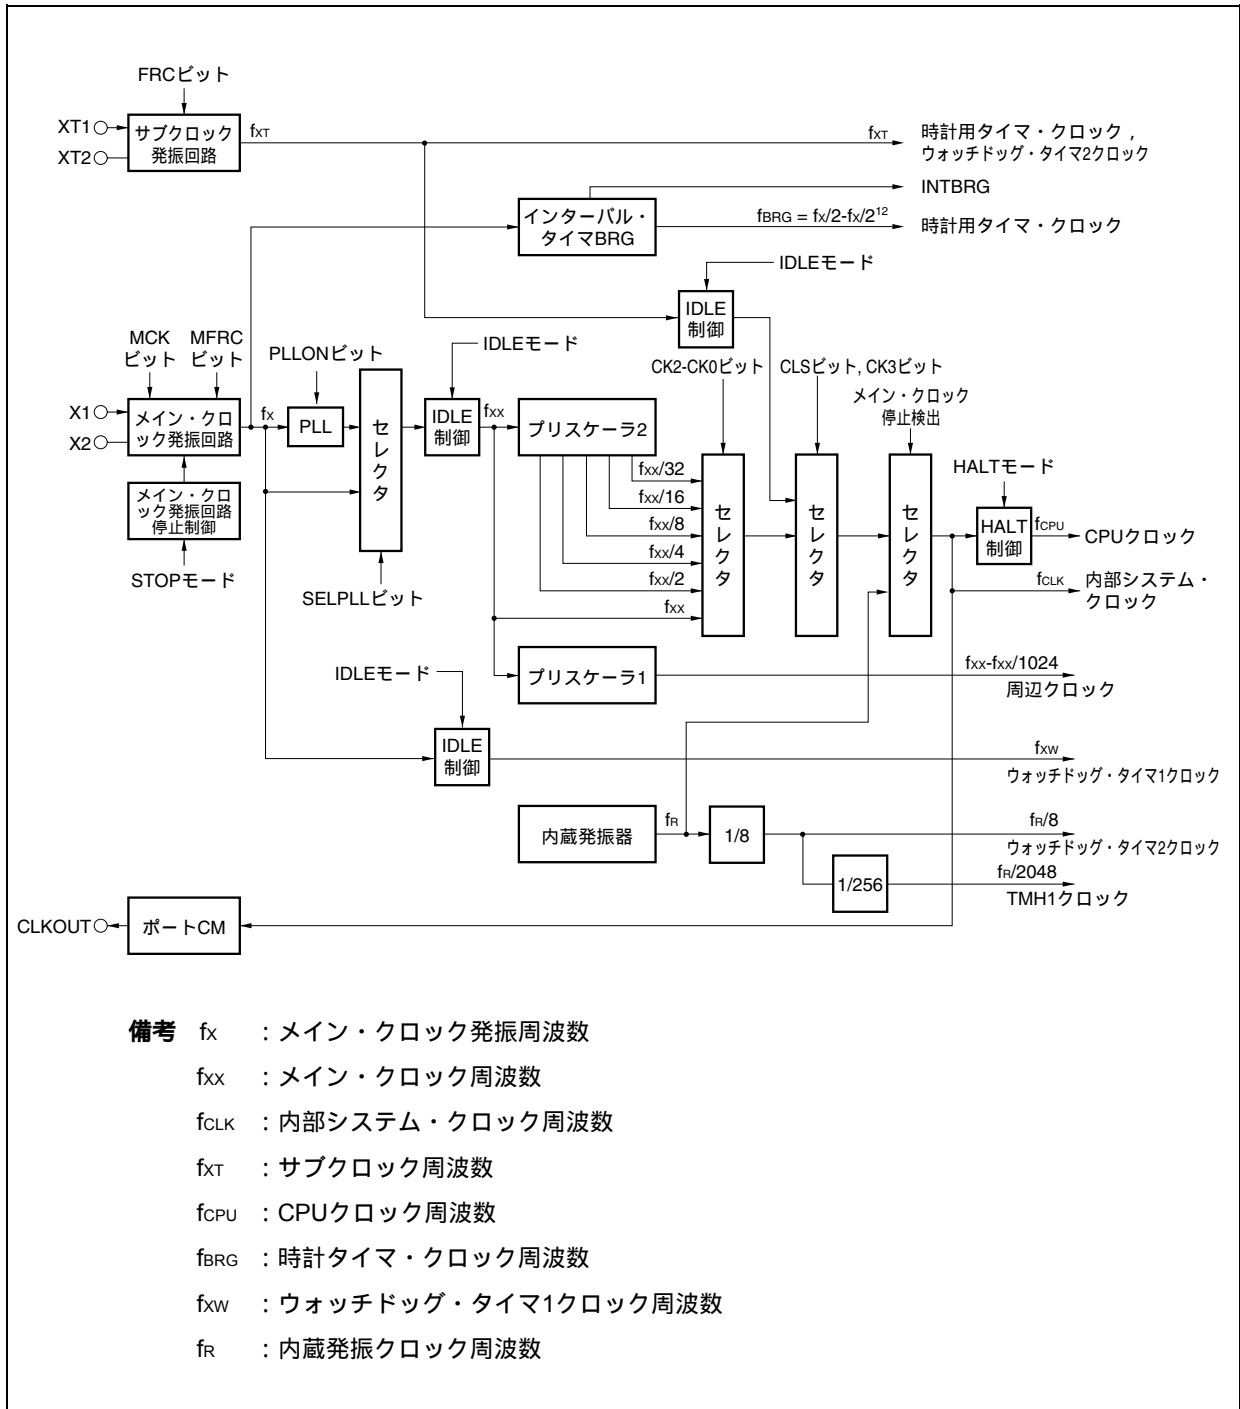 FRCビット
XT1
XT2
サブクロック
発振回路
fXT
fXT
時計用タイマ・クロック，
ウォッチドッグ・タイマ2クロック
INTBRG
インターバル・
タイマBRG
fBRG = fX/2-fX/2¹²
時計用タイマ・クロック
IDLEモード
IDLE
制御
MCK
ビット
MFRC
ビット
PLLONビット
IDLEモード
CK2-CK0ビット
CLSビット, CK3ビット
メイン・クロック
停止検出
X1
X2
メイン・クロ
ック発振回路
fX
PLL
セレクタ
IDLE
制御
fXX
プリスケーラ2
fXX/32
fXX/16
fXX/8
fXX/4
fXX/2
fXX
セレクタ
セレクタ
セレクタ
HALTモード
HALT
制御
fCPU
CPUクロック
fCLK
内部システム・
クロック
メイン・クロ
ック発振回路
停止制御
STOPモード
SELPLLビット
プリスケーラ1
fXX-fXX/1024
周辺クロック
IDLEモード
IDLE
制御
fXW
ウォッチドッグ・タイマ1クロック
内蔵発振器
fR
1/8
fR/8
ウォッチドッグ・タイマ2クロック
1/256
fR/2048
TMH1クロック
CLKOUT
ポートCM
備考 fX ：メイン・クロック発振周波数
fXX ：メイン・クロック周波数
fCLK ：内部システム・クロック周波数
fXT ：サブクロック周波数
fCPU ：CPUクロック周波数
fBRG ：時計タイマ・クロック周波数
fXW ：ウォッチドッグ・タイマ1クロック周波数
fR ：内蔵発振クロック周波数